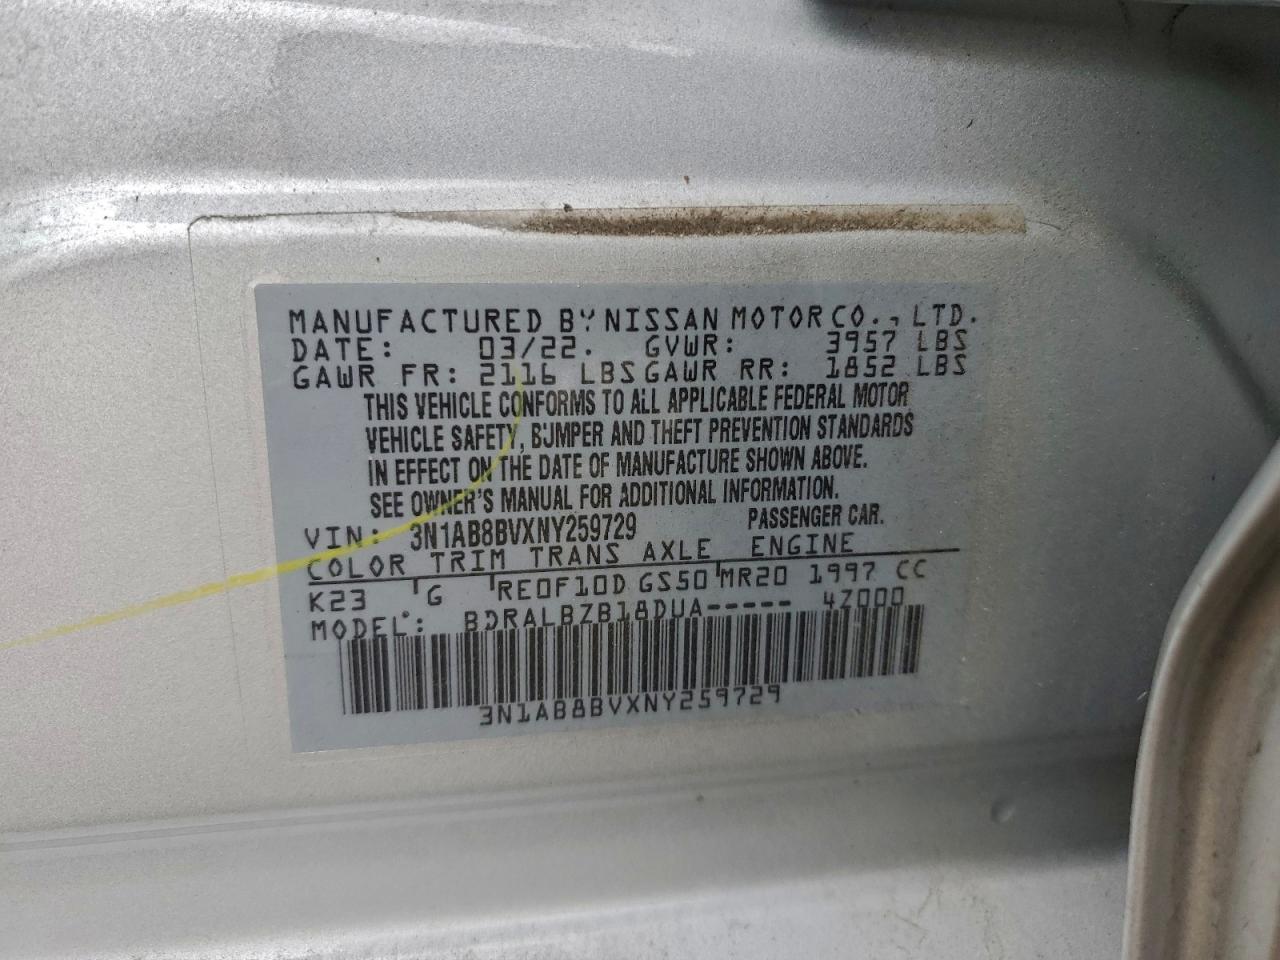 MANUFACTURED BY NISSAN MOTOR CO., LTD.
DATE: 03/22. GVWR: 3957 LBS
GAWR FR: 2116 LBS GAWR RR: 1852 LBS
THIS VEHICLE CONFORMS TO ALL APPLICABLE FEDERAL MOTOR
VEHICLE SAFETY, BUMPER AND THEFT PREVENTION STANDARDS
IN EFFECT ON THE DATE OF MANUFACTURE SHOWN ABOVE.
SEE OWNER'S MANUAL FOR ADDITIONAL INFORMATION.
VIN: 3N1AB8BVXNY259729 PASSENGER CAR.
COLOR TRIM TRANS AXLE ENGINE
K23 G RE0F10D GS50 MR20 1997 CC
MODEL: BDRALBZB18DUA----- 4Z000
3N1AB8BVXNY259729